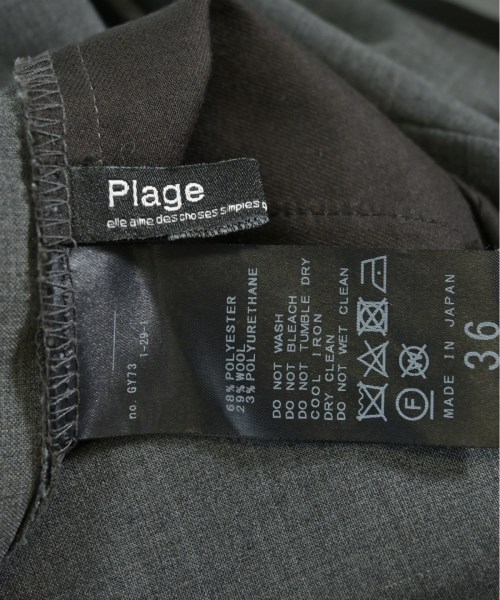 Plage
elle aime des choses simples
no. GY73
1-29-1
68% POLYESTER
29% WOOL
3% POLYURETHANE
DO NOT WASH
DO NOT BLEACH
DO NOT TUMBLE DRY
COOL IRON
DRY CLEAN
DO NOT WET CLEAN
F
MADE IN JAPAN
36